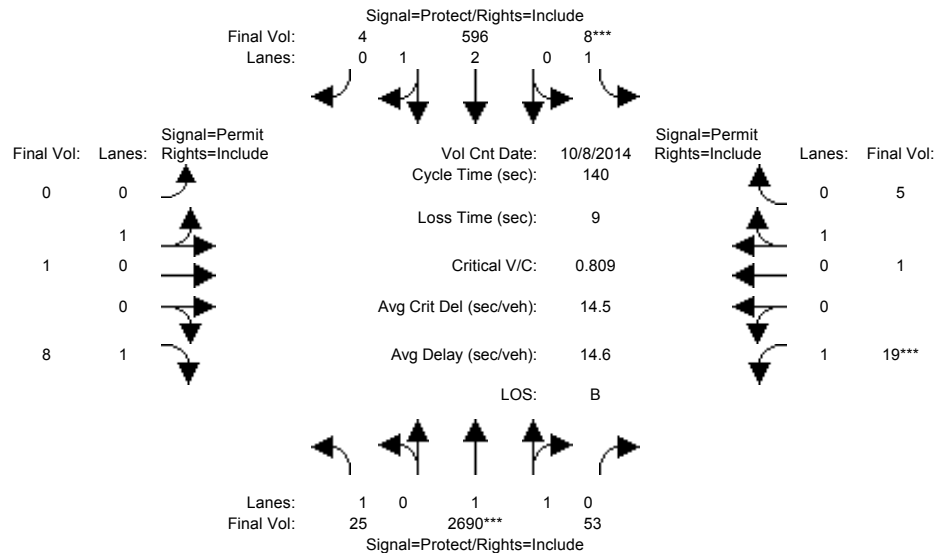 Signal=Protect/Rights=Include
Final Vol: 4 596 8***
Lanes: 0 1 2 0 1
Signal=Permit
Final Vol: Lanes: Rights=Include
Vol Cnt Date: 10/8/2014
Signal=Permit
Rights=Include Lanes: Final Vol:
Cycle Time (sec): 140
0 0
0 5
Loss Time (sec): 9
1
1
1 0
Critical V/C: 0.809
0 1
0
Avg Crit Del (sec/veh): 14.5
0
8 1
Avg Delay (sec/veh): 14.6
1 19***
LOS: B
Lanes: 1 0 1 1 0
Final Vol: 25 2690*** 53
Signal=Protect/Rights=Include